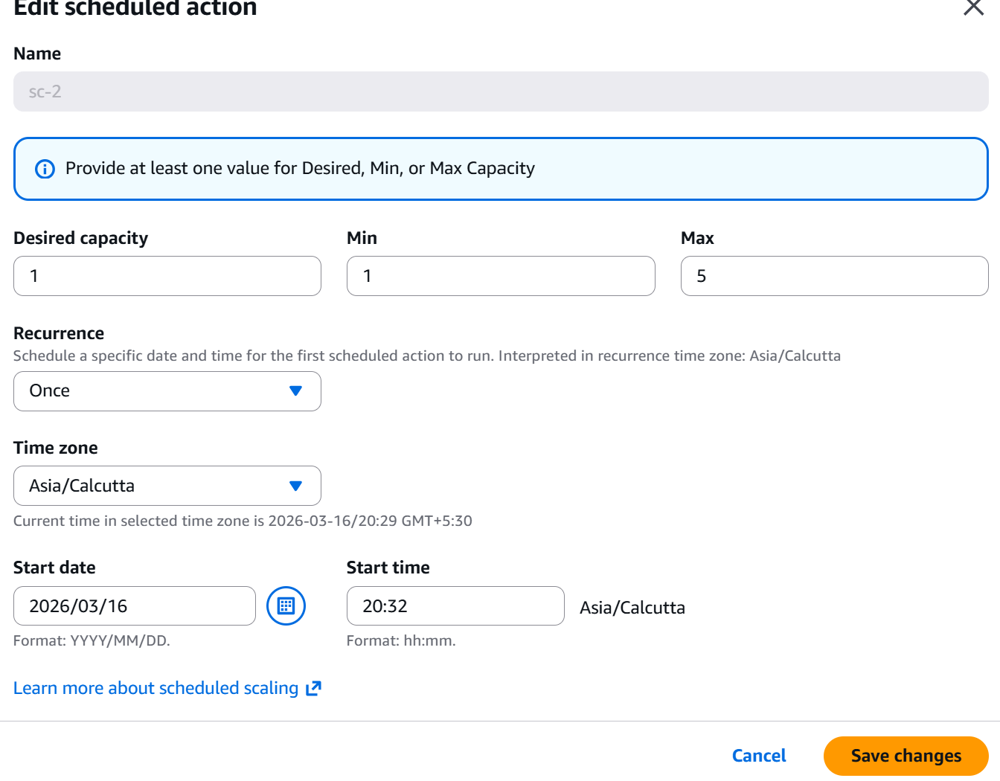 Edit scheduled action
Name
sc-2
Provide at least one value for Desired, Min, or Max Capacity
Desired capacity
Min
Max
1
1
5
Recurrence
Schedule a specific date and time for the first scheduled action to run. Interpreted in recurrence time zone: Asia/Calcutta
Once
Time zone
Asia/Calcutta
Current time in selected time zone is 2026-03-16/20:29 GMT+5:30
Start date
Start time
2026/03/16
20:32
Asia/Calcutta
Format: YYYY/MM/DD.
Format: hh:mm.
Learn more about scheduled scaling
Cancel
Save changes